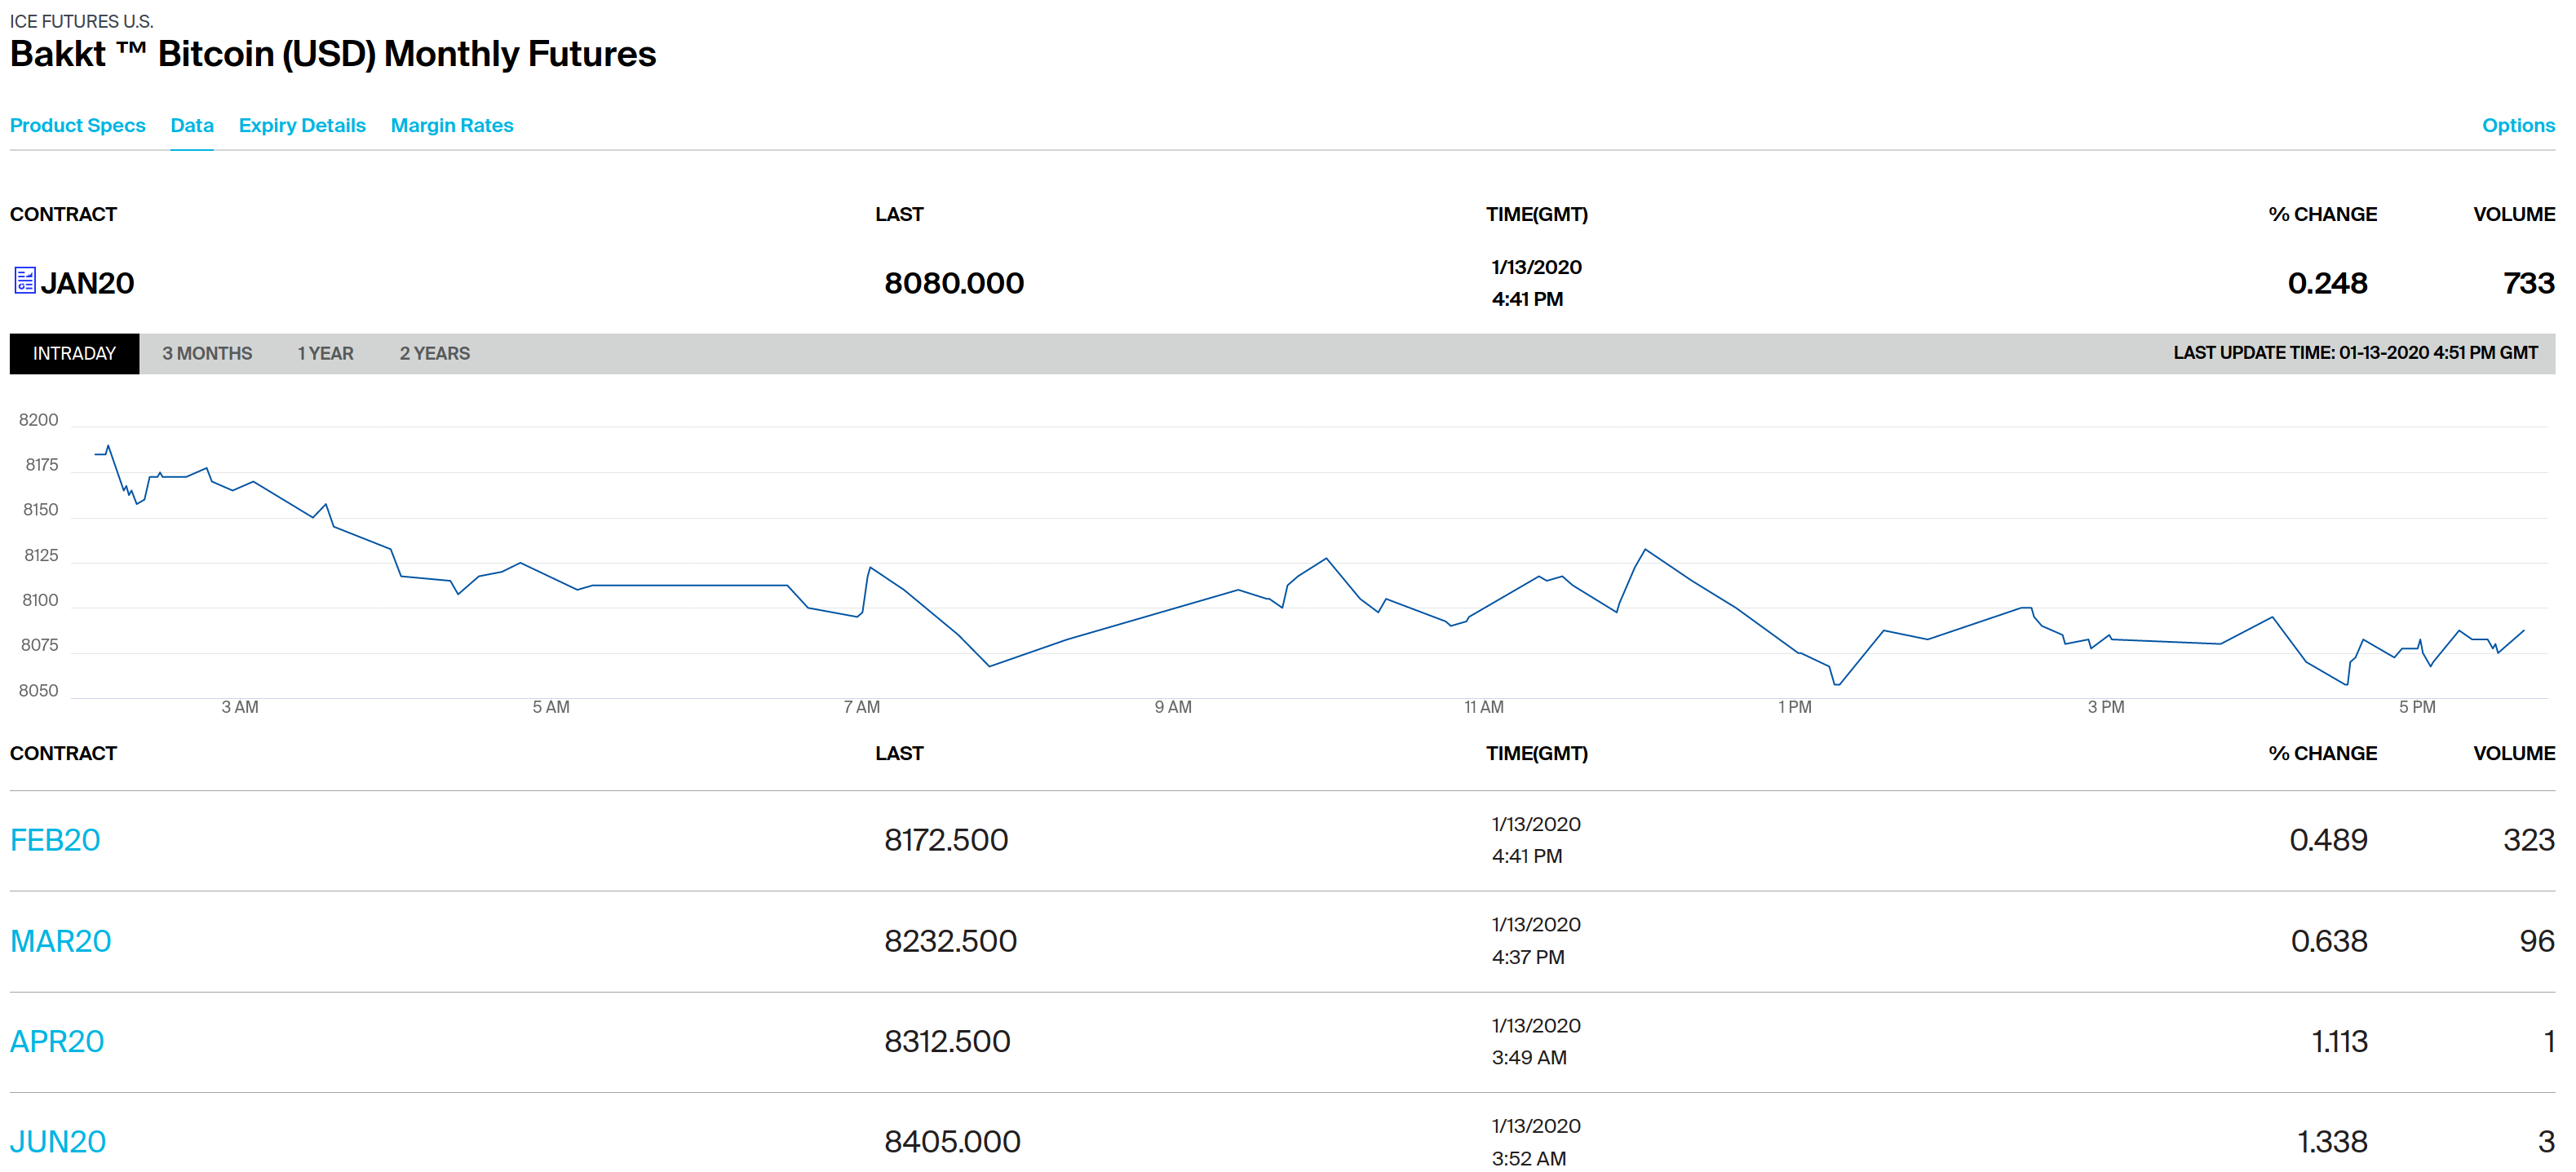 ICE FUTURES U.S.
Bakkt ™ Bitcoin (USD) Monthly Futures
Product Specs Data Expiry Details Margin Rates Options
CONTRACT LAST TIME(GMT) % CHANGE VOLUME
JAN20 8080.000 1/13/2020 4:41 PM 0.248 733
INTRADAY 3 MONTHS 1 YEAR 2 YEARS LAST UPDATE TIME: 01-13-2020 4:51 PM GMT
8200
8175
8150
8125
8100
8075
8050
3 AM 5 AM 7 AM 9 AM 11 AM 1 PM 3 PM 5 PM
CONTRACT LAST TIME(GMT) % CHANGE VOLUME
FEB20 8172.500 1/13/2020 4:41 PM 0.489 323
MAR20 8232.500 1/13/2020 4:37 PM 0.638 96
APR20 8312.500 1/13/2020 3:49 AM 1.113 1
JUN20 8405.000 1/13/2020 3:52 AM 1.338 3